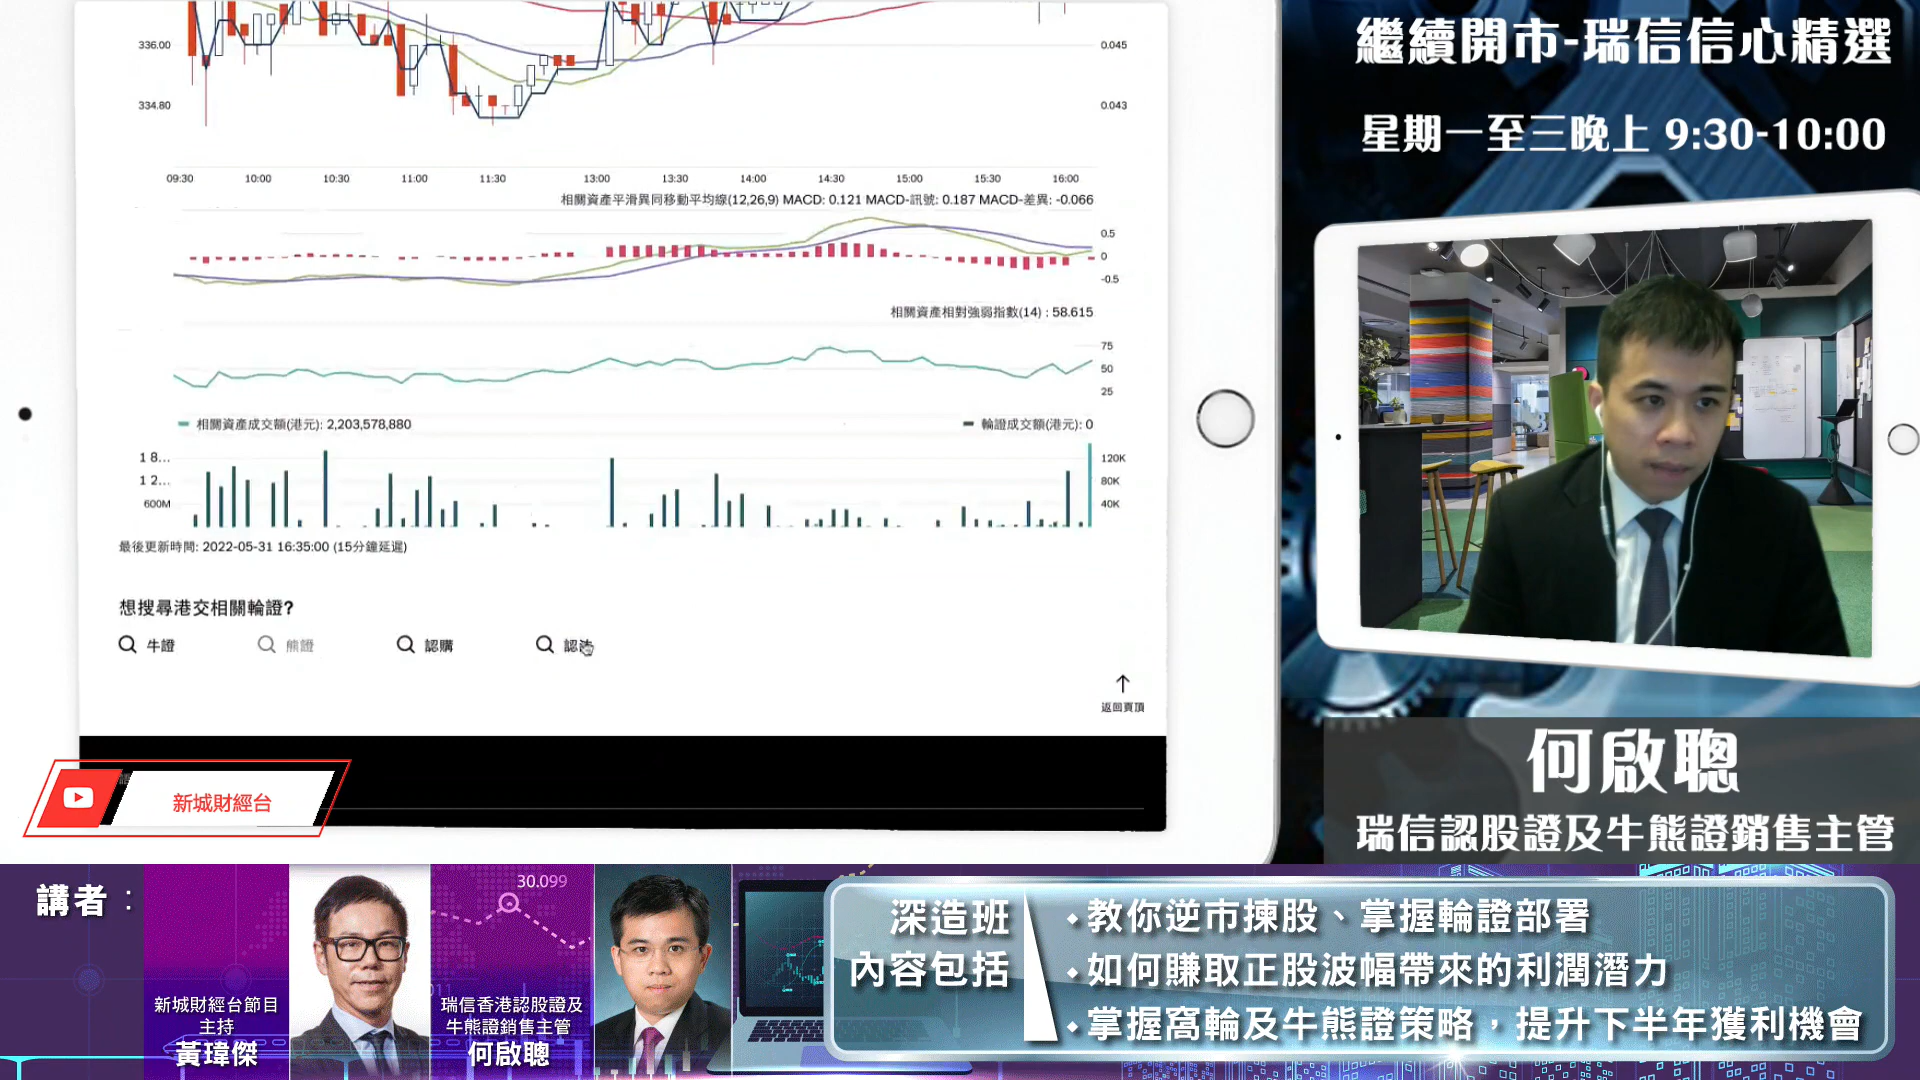 336.00
0.045
334.80
0.043
09:30 10:00 10:30 11:00 11:30 13:00 13:30 14:00 14:30 15:00 15:30 16:00
相關資產平滑異同移動平均線(12,26,9) MACD: 0.121 MACD-訊號: 0.187 MACD-差異: -0.066
0.5
0
-0.5
相關資產相對強弱指數(14) : 58.615
75
50
25
相關資產成交額(港元): 2,203,578,880
輪證成交額(港元): 0
1 8...
1 2...
600M
120K
80K
40K
最後更新時間: 2022-05-31 16:35:00 (15分鐘延遲)
想搜尋港交相關輪證?
牛證 熊證 認購 認沽
返回頁頂
新城財經台
繼續開市-瑞信信心精選
星期一至三晚上 9:30-10:00
何啟聰
瑞信認股證及牛熊證銷售主管
講者：
新城財經台節目
主持
黃瑋傑
30.099
瑞信香港認股證及
牛熊證銷售主管
何啟聰
深造班
內容包括
•教你逆市揀股、掌握輪證部署
•如何賺取正股波幅帶來的利潤潛力
•掌握窩輪及牛熊證策略，提升下半年獲利機會